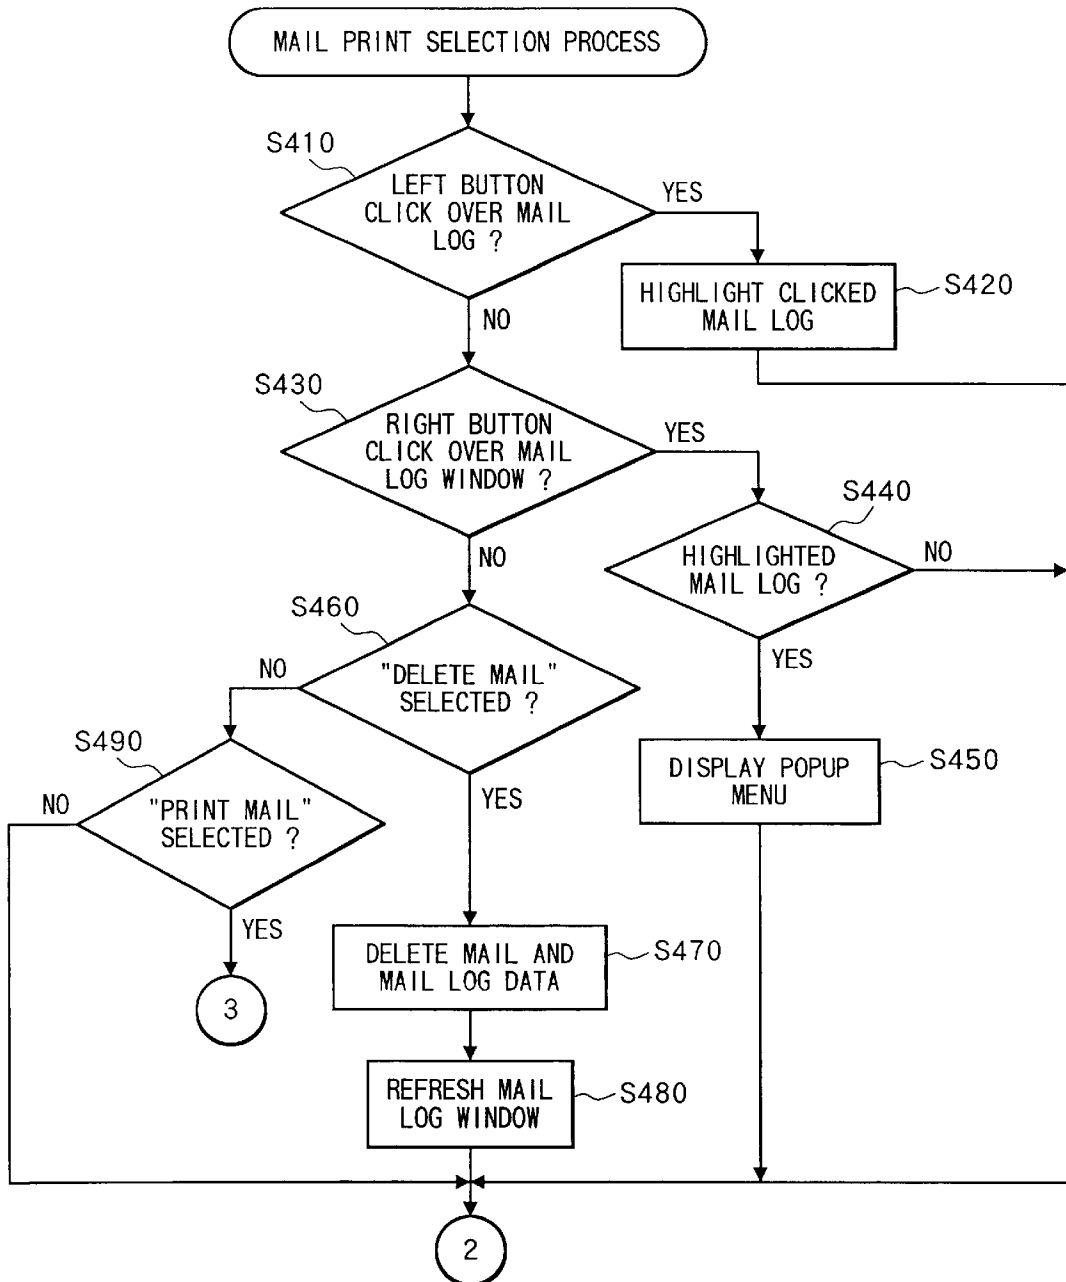 MAIL PRINT SELECTION PROCESS
S410
LEFT BUTTON
CLICK OVER MAIL
LOG ?
YES
NO
HIGHLIGHT CLICKED
MAIL LOG
S420
S430
RIGHT BUTTON
CLICK OVER MAIL
LOG WINDOW ?
YES
NO
S440
HIGHLIGHTED
MAIL LOG ?
NO
YES
S460
"DELETE MAIL"
SELECTED ?
NO
YES
S450
DISPLAY POPUP
MENU
S490
"PRINT MAIL"
SELECTED ?
NO
YES
3
S470
DELETE MAIL AND
MAIL LOG DATA
S480
REFRESH MAIL
LOG WINDOW
2